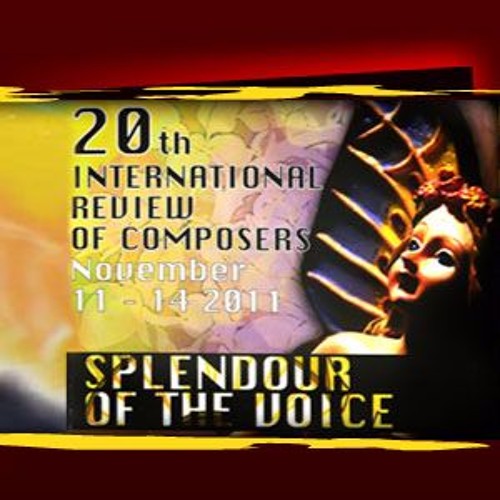 20th
INTERNATIONAL
REVIEW
OF COMPOSERS
November
11 - 14 2011
SPLENDOUR
OF THE VOICE